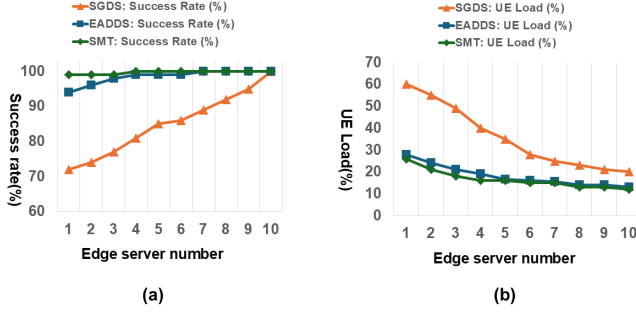 SGDS: Success Rate (%)
EADDS: Success Rate (%)
SMT: Success Rate (%)
100
90
80
70
60
Success rate(%)
1 2 3 4 5 6 7 8 9 10
Edge server number
(a)
SGDS: UE Load (%)
EADDS: UE Load (%)
SMT: UE Load (%)
70
60
50
40
30
20
10
0
UE Load(%)
1 2 3 4 5 6 7 8 9 10
Edge server number
(b)